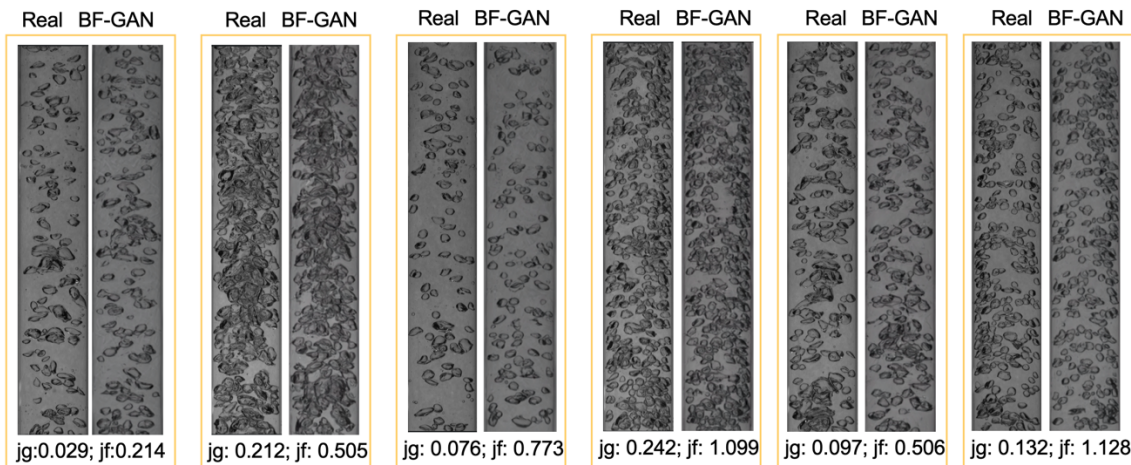 Real BF-GAN
Real BF-GAN
Real BF-GAN
Real BF-GAN
Real BF-GAN
Real BF-GAN
jg:0.029; jf:0.214
jg: 0.212; jf: 0.505
jg: 0.076; jf: 0.773
jg: 0.242; jf: 1.099
jg: 0.097; jf: 0.506
jg: 0.132; jf: 1.128